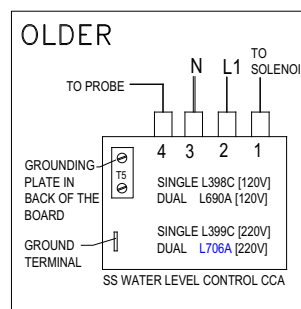 OLDER
TO
SOLENOI
N
L1
TO PROBE
4 3 2 1
GROUNDING
PLATE IN
BACK OF THE
BOARD
T5
SINGLE L398C [120V]
DUAL L690A [120V]
GROUND
TERMINAL
SINGLE L399C [220V]
DUAL L706A [220V]
SS WATER LEVEL CONTROL CCA